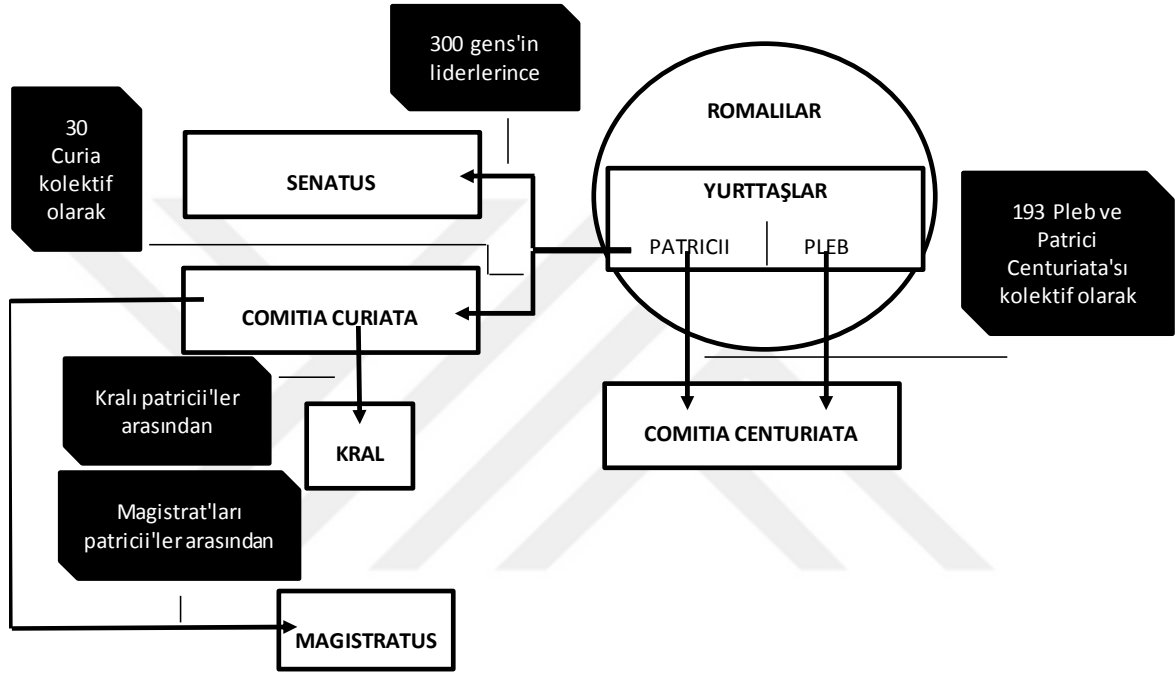 300 gens'in
liderlerince
ROMALILAR
30
Curia
kolektif
olarak
SENATUS
YURTTAŞLAR
PATRICII
PLEB
193 Pleb ve
Patrici
Centuriata'sı
kolektif olarak
COMITIA CURIATA
Kralı patricii'ler
arasından
KRAL
COMITIA CENTURIATA
Magistrat'ları
patricii'ler arasından
MAGISTRATUS